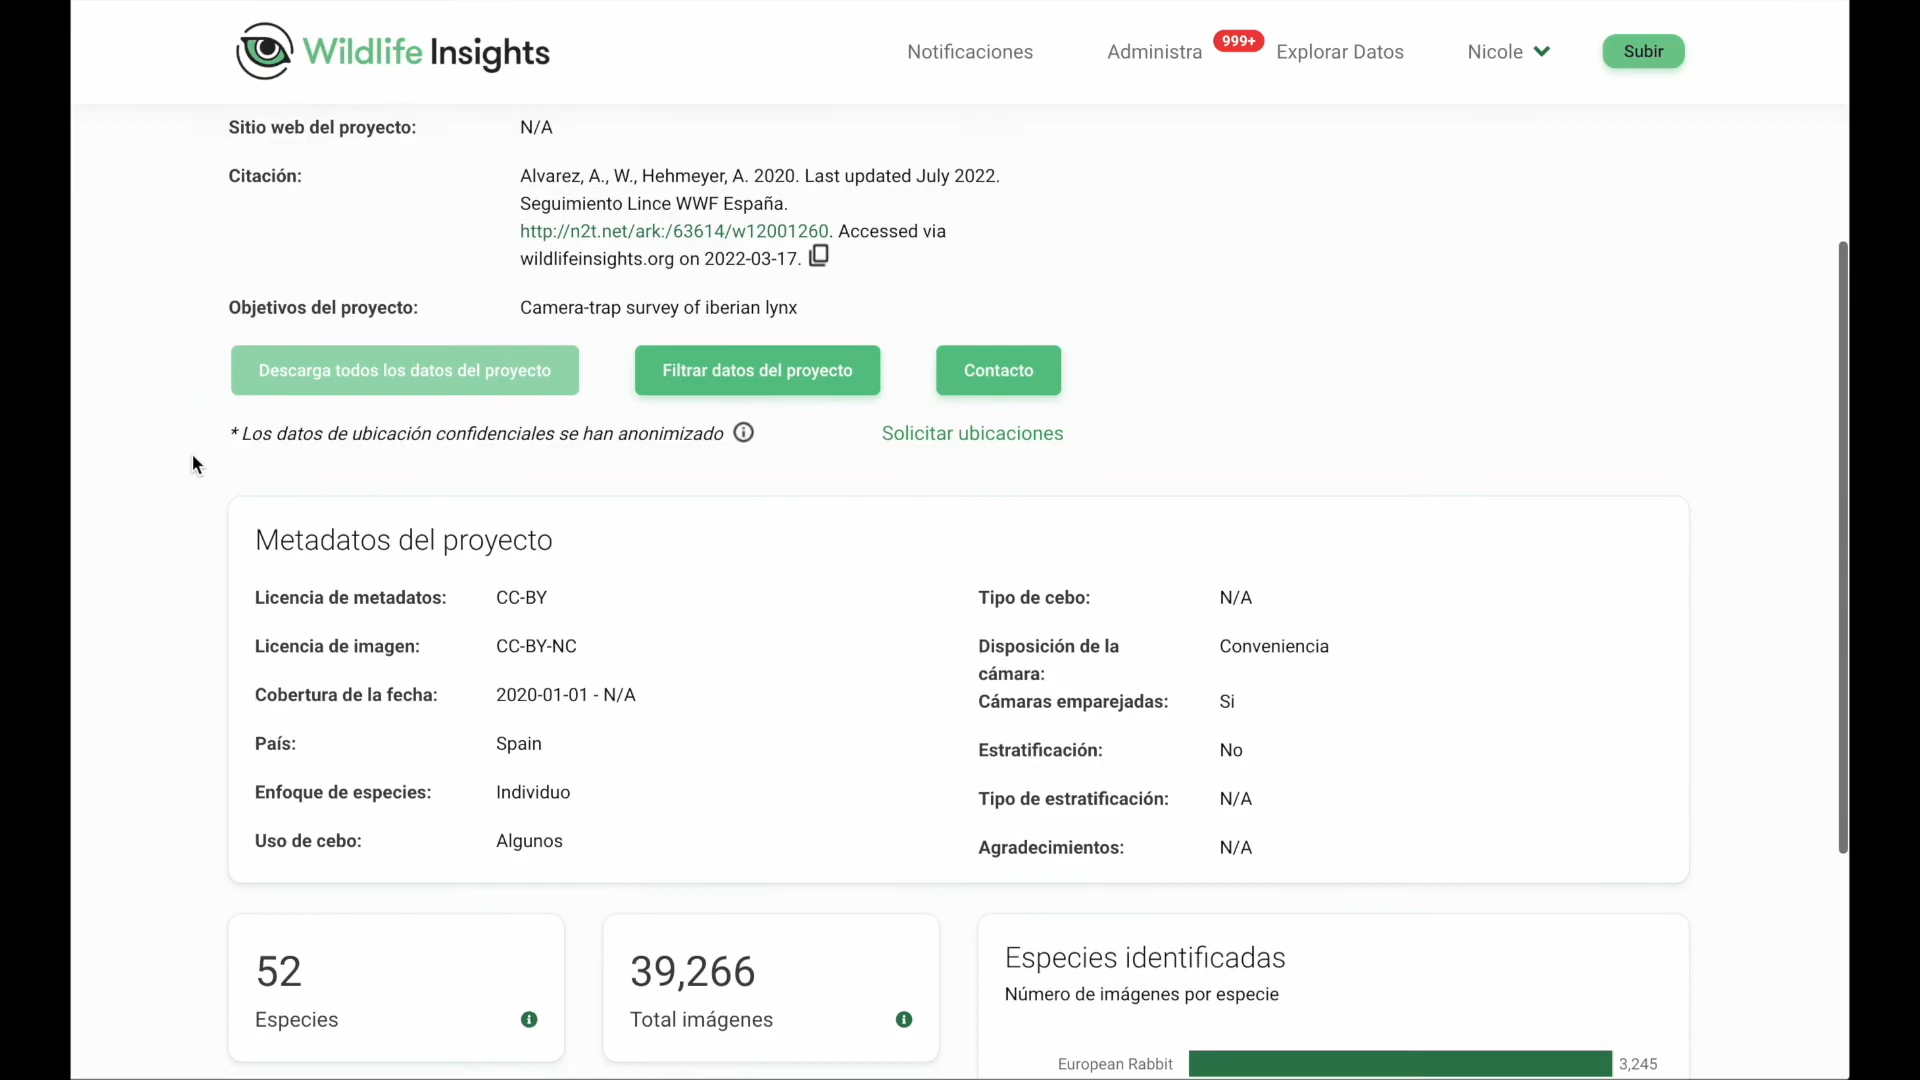 Wildlife Insights
Notificaciones
Administra
999+
Explorar Datos
Nicole
Subir
Sitio web del proyecto: N/A
Citación: Alvarez, A., W., Hehmeyer, A. 2020. Last updated July 2022.
Seguimiento Lince WWF España.
http://n2t.net/ark:/63614/w12001260. Accessed via
wildlifeinsights.org on 2022-03-17.
Objetivos del proyecto: Camera-trap survey of iberian lynx
Descarga todos los datos del proyecto
Filtrar datos del proyecto
Contacto
* Los datos de ubicación confidenciales se han anonimizado
Solicitar ubicaciones
Metadatos del proyecto
Licencia de metadatos: CC-BY
Licencia de imagen: CC-BY-NC
Cobertura de la fecha: 2020-01-01 - N/A
País: Spain
Enfoque de especies: Individuo
Uso de cebo: Algunos
Tipo de cebo: N/A
Disposición de la Conveniencia
cámara:
Cámaras emparejadas: Si
Estratificación: No
Tipo de estratificación: N/A
Agradecimientos: N/A
52
Especies
39,266
Total imágenes
Especies identificadas
Número de imágenes por especie
European Rabbit 3,245